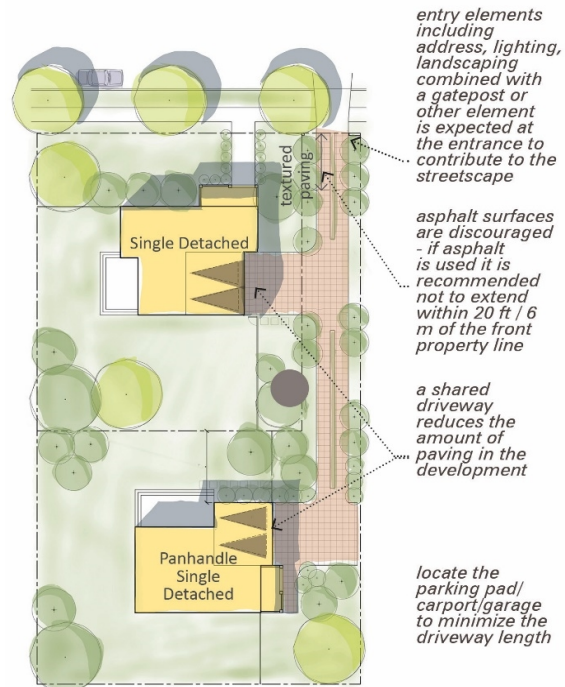 entry elements
including
address, lighting,
landscaping
combined with
a gatepost or
other element
is expected at
the entrance to
contribute to the
streetscape
textured
paving
Single Detached
asphalt surfaces
are discouraged
- if asphalt
is used it is
recommended
not to extend
within 20 ft / 6
m of the front
property line
a shared
driveway
reduces the
amount of
paving in the
development
Panhandle
Single
Detached
locate the
parking pad/
carport/garage
to minimize the
driveway length